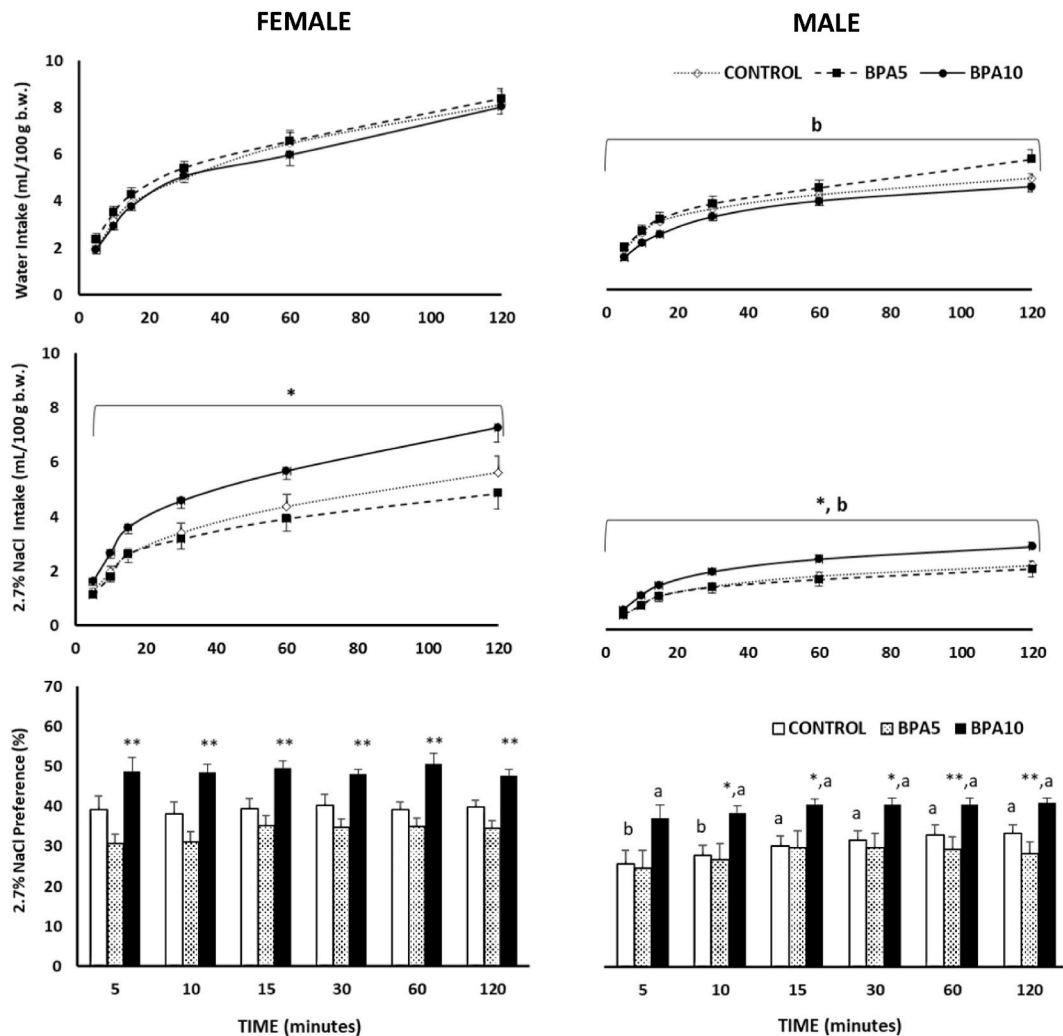 FEMALE
MALE
Water Intake (mL/100 g b.w.)
10
8
6
4
2
0
0 20 40 60 80 100 120
CONTROL BPA5 BPA10
b
0 20 40 60 80 100 120
2.7% NaCl Intake (mL/100 g b.w.)
10
8
6
4
2
0
*
0 20 40 60 80 100 120
*, b
0 20 40 60 80 100 120
2.7% NaCl Preference (%)
70
60
50
40
30
20
10
0
** ** ** ** ** **
5 10 15 30 60 120
TIME (minutes)
CONTROL BPA5 BPA10
b a b *,a a *,a a *,a a **,a a **,a
5 10 15 30 60 120
TIME (minutes)